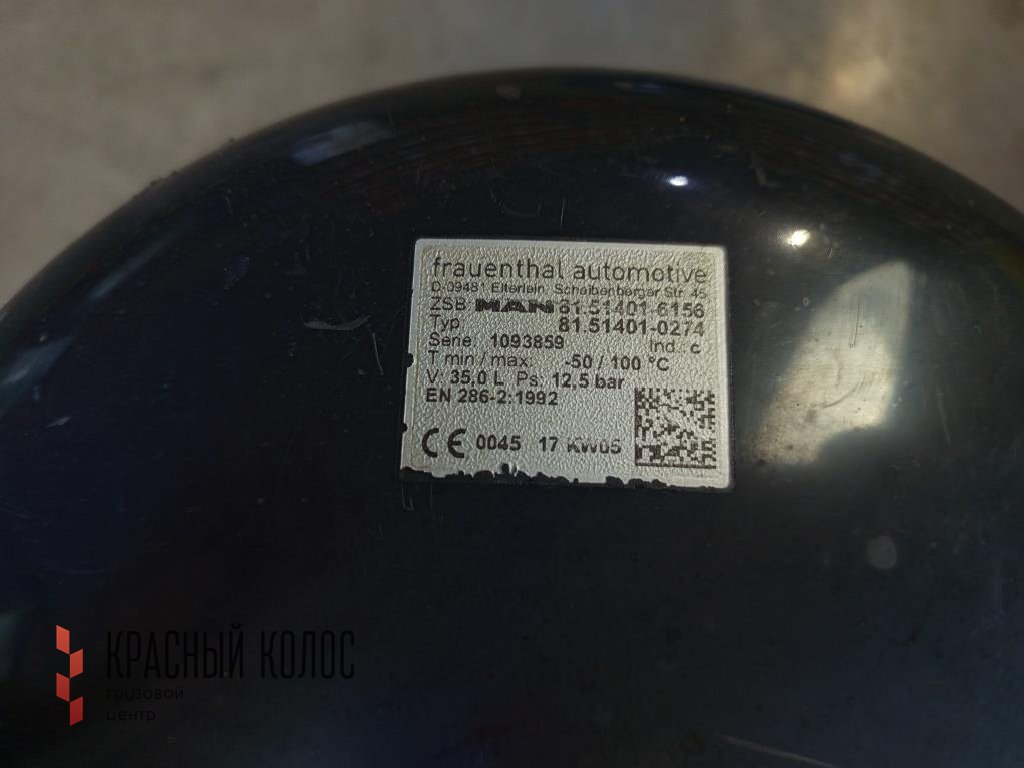 frauenthal automotive
D-09481 Elterlein, Scheibenberger Str. 45
ZSB MAN 81.51401-6156
Typ 81.51401-0274
Serie: 1093859 Ind.: c
T min / max: -50 / 100 °C
V: 35,0 L Ps: 12,5 bar
EN 286-2:1992
CE 0045 17 KW05
КРАСНЫЙ КОЛОС
грузовой
центр